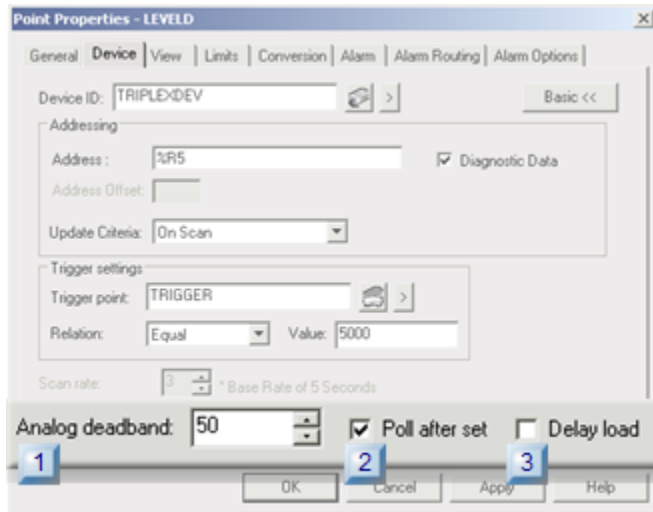 Point Properties - LEVELD
General Device View Limits Conversion Alarm Alarm Routing Alarm Options
Device ID: TRIPLEXDEV > Basic <<
Addressing
Address : %R5 Diagnostic Data
Address Offset:
Update Criteria: On Scan
Trigger settings
Trigger point: TRIGGER >
Relation: Equal Value: 5000
Scan rate: 3 * Base Rate of 5 Seconds
Analog deadband: 50 Poll after set Delay load
1 2 3
OK Cancel Apply Help